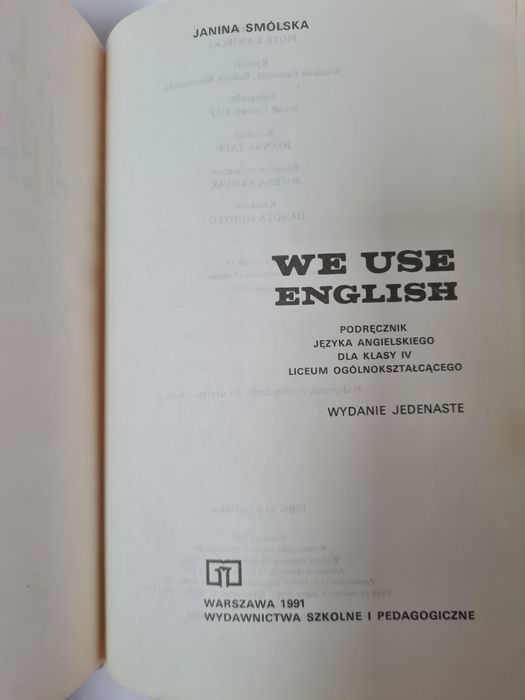 JANINA SMÓLSKA
WE USE
ENGLISH
PODRĘCZNIK
JĘZYKA ANGIELSKIEGO
DLA KLASY IV
LICEUM OGÓLNOKSZTAŁCĄCEGO
WYDANIE JEDENASTE
WARSZAWA 1991
WYDAWNICTWA SZKOLNE I PEDAGOGICZNE